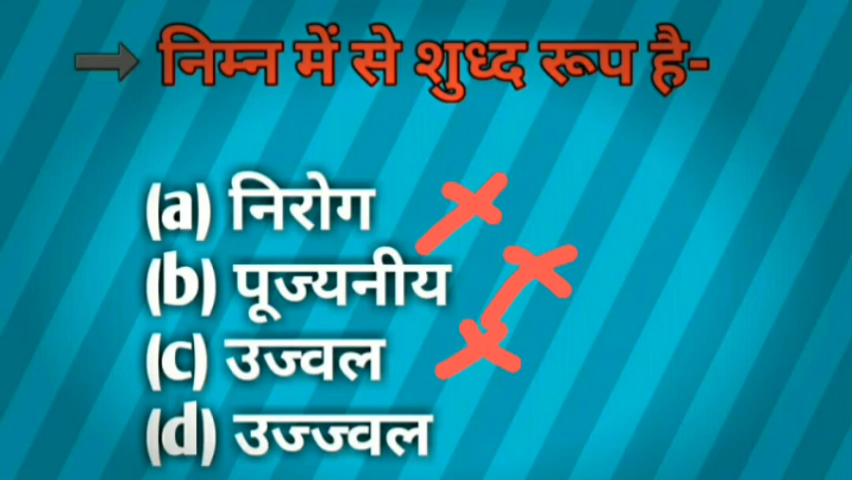 → निम्न में से शुध्द रूप है-
(a) निरोग
(b) पूज्यनीय
(c) उज्वल
(d) उज्ज्वल